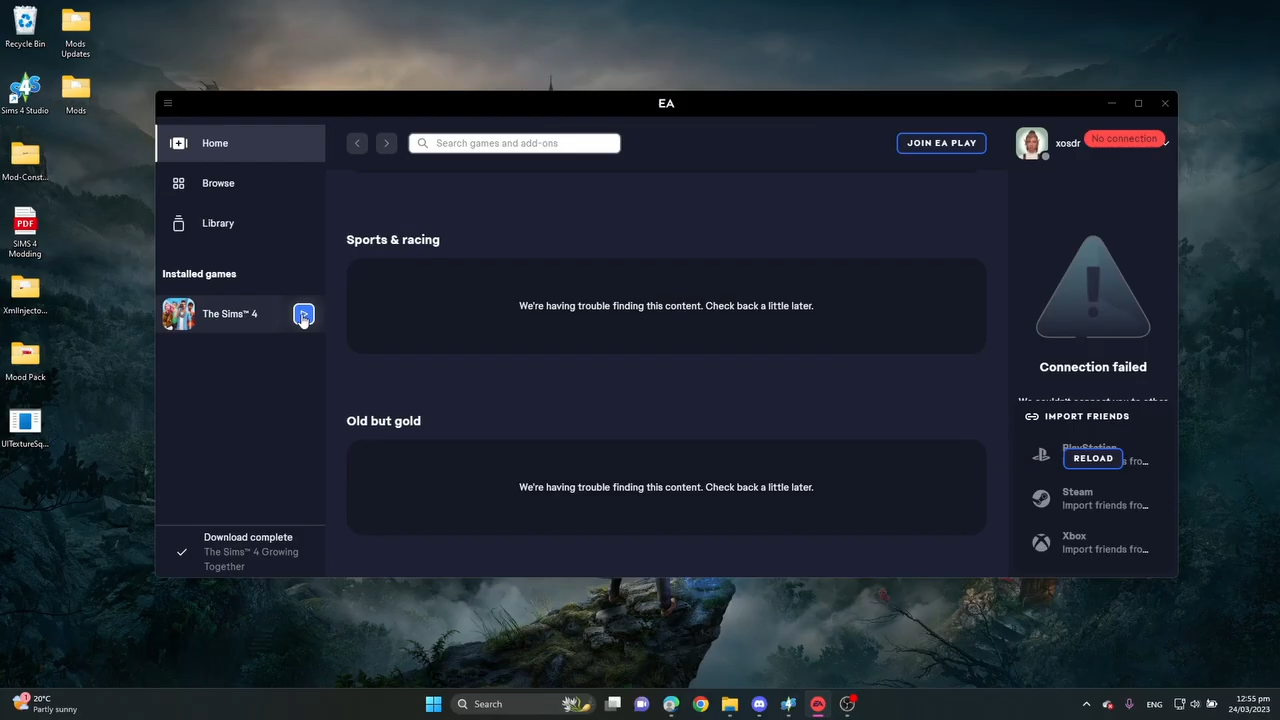 Recycle Bin
Mods
Updates
Sims 4 Studio
Mods
Mod-Const...
PDF
SIMS 4
Modding
XmlInjecto...
Mood Pack
UITextureSq...
EA
Home
Search games and add-ons
JOIN EA PLAY
xosdr
No connection
Browse
Library
Installed games
The Sims™ 4
Sports & racing
We're having trouble finding this content. Check back a little later.
Old but gold
We're having trouble finding this content. Check back a little later.
Connection failed
IMPORT FRIENDS
PlayStation
RELOAD
s fro...
Steam
Import friends fro...
Xbox
Import friends fro...
Download complete
The Sims™ 4 Growing
Together
1
20°C
Partly sunny
Search
EA
ENG
12:55 pm
24/03/2023